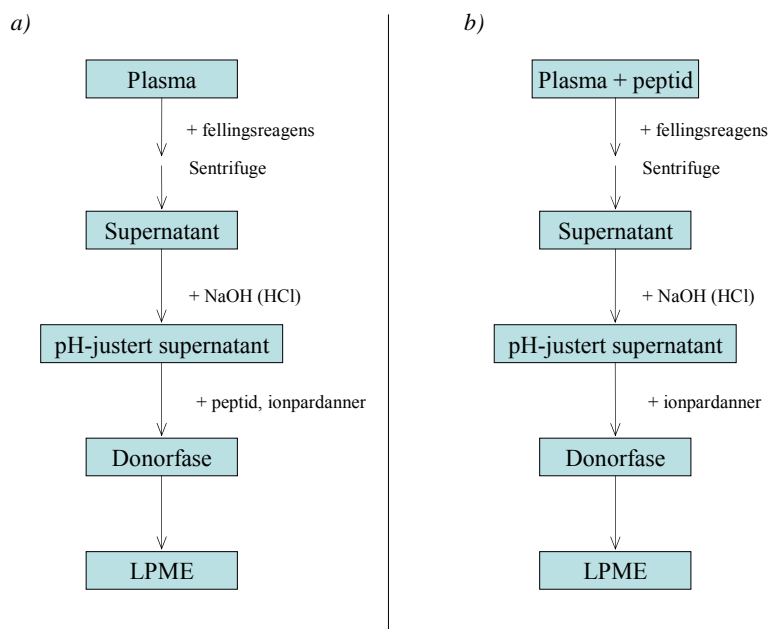 a)
Plasma
+ fellingsreagens
Sentrifuge
Supernatant
+ NaOH (HCl)
pH-justert supernatant
+ peptid, ionpardanner
Donorfase
LPME
b)
Plasma + peptid
+ fellingsreagens
Sentrifuge
Supernatant
+ NaOH (HCl)
pH-justert supernatant
+ ionpardanner
Donorfase
LPME